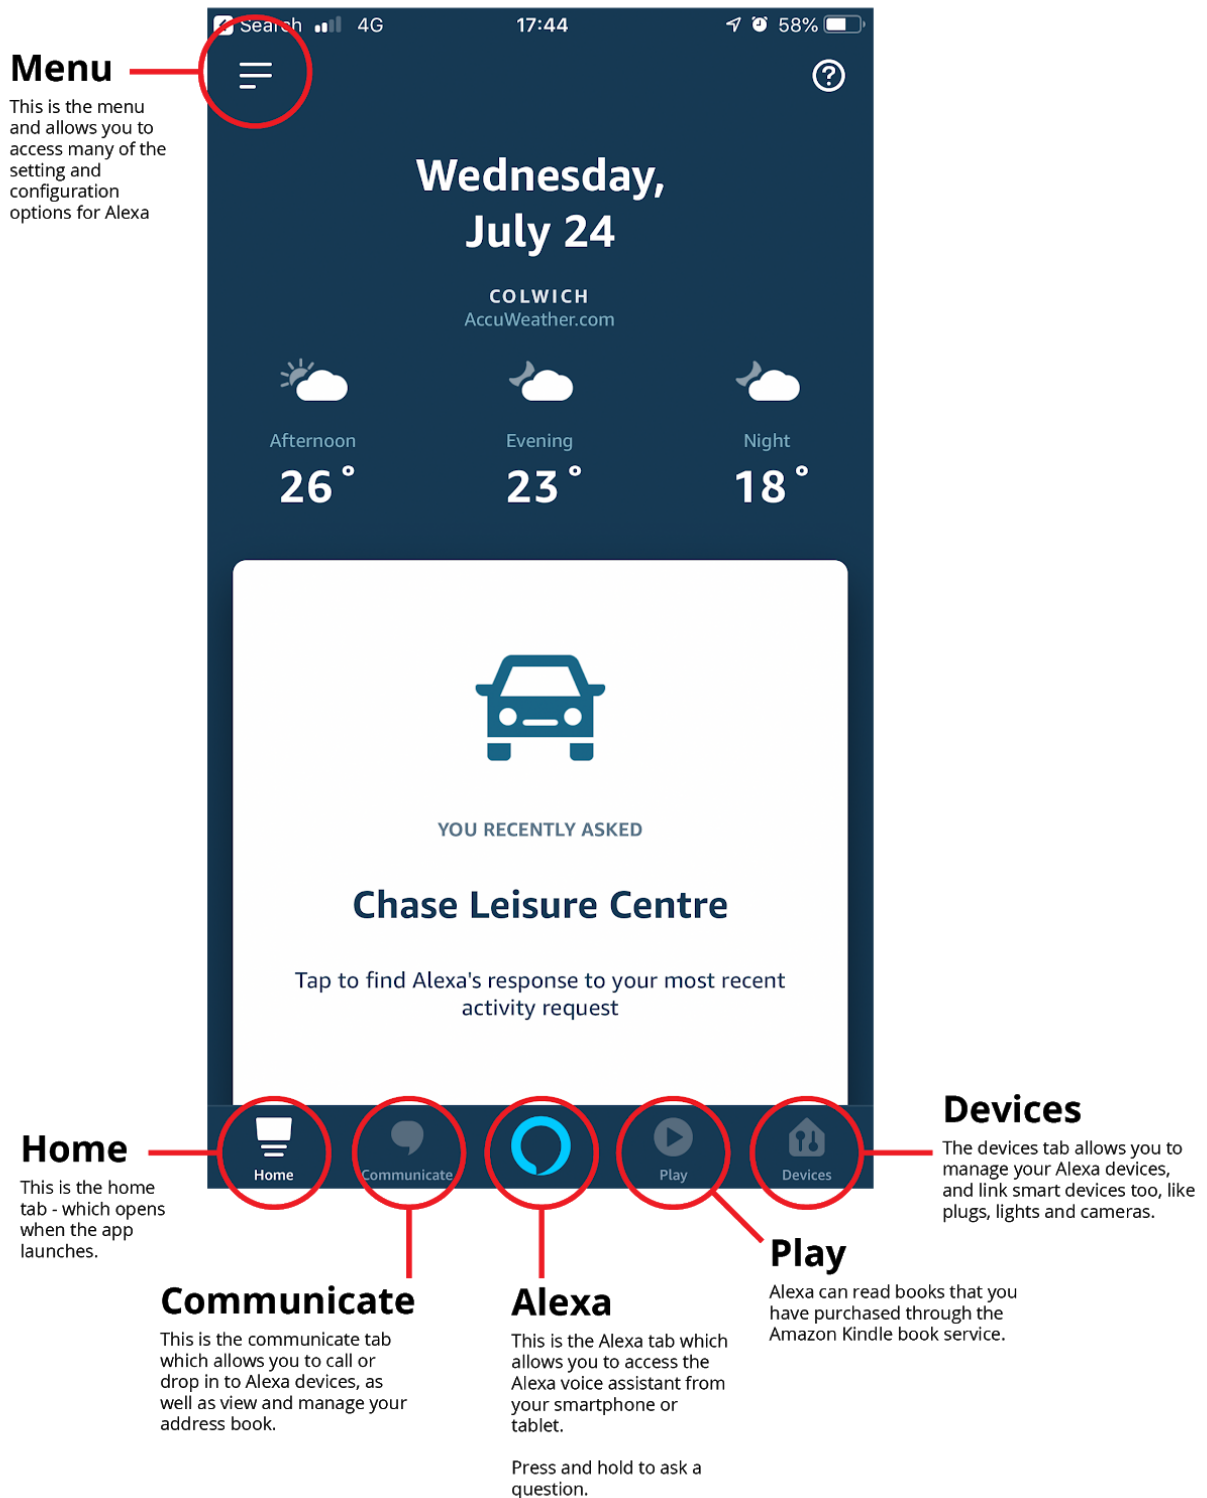 Search 4G 17:44 58%
Menu
This is the menu
and allows you to
access many of the
setting and
configuration
options for Alexa
Wednesday,
July 24
COLWICH
AccuWeather.com
Afternoon Evening Night
26° 23° 18°
YOU RECENTLY ASKED
Chase Leisure Centre
Tap to find Alexa's response to your most recent
activity request
Home Communicate Play Devices
Home
This is the home
tab - which opens
when the app
launches.
Communicate
This is the communicate tab
which allows you to call or
drop in to Alexa devices, as
well as view and manage your
address book.
Alexa
This is the Alexa tab which
allows you to access the
Alexa voice assistant from
your smartphone or
tablet.
Press and hold to ask a
question.
Play
Alexa can read books that you
have purchased through the
Amazon Kindle book service.
Devices
The devices tab allows you to
manage your Alexa devices,
and link smart devices too, like
plugs, lights and cameras.